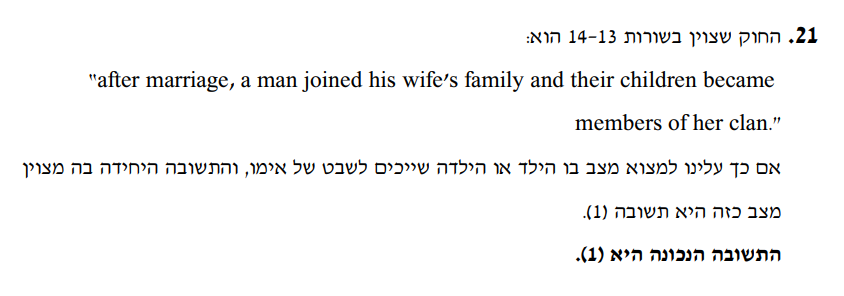 21. החוק שצוין בשורות 13–14 הוא:
"after marriage, a man joined his wife's family and their children became
members of her clan."
אם כך עלינו למצוא מצב בו הילד או הילדה שייכים לשבט של אימו, והתשובה היחידה בה מצוין
מצב כזה היא תשובה (1).
התשובה הנכונה היא (1).